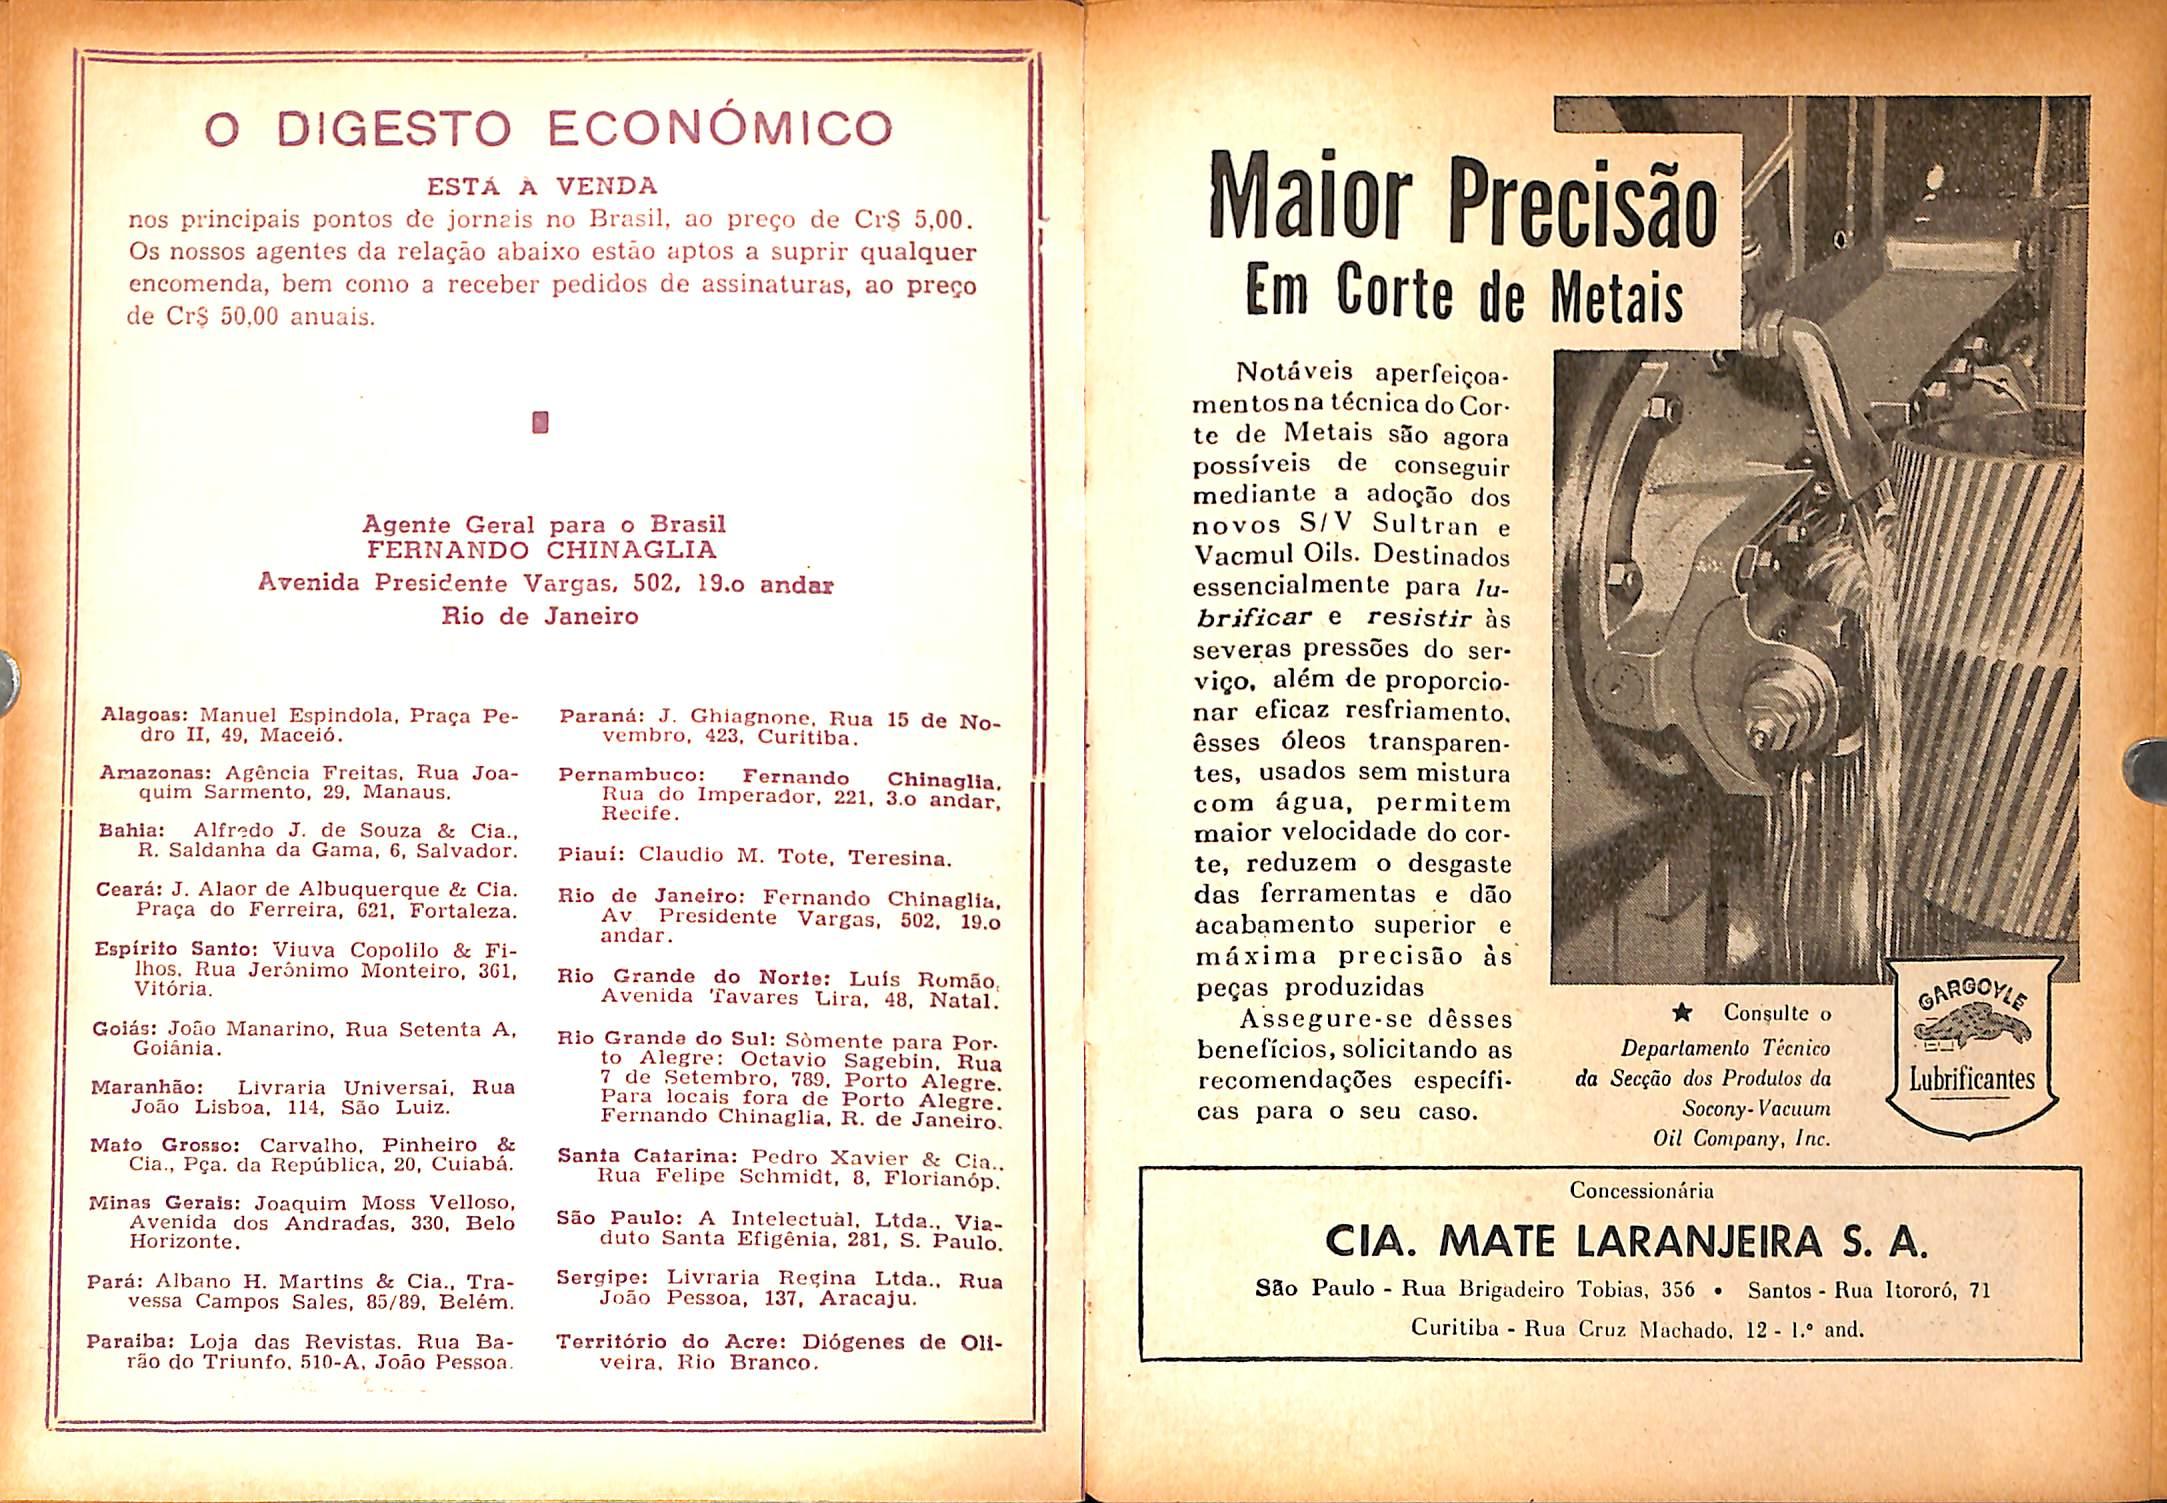 O DIGESTO ECONÓMICO
ESTÁ À VENDA
nos principais pontos de jornais no Brasil, ao preço de Cr$ 5,00.
Os nossos agentes da relação abaixo estão aptos a suprir qualquer
encomenda, bem como a receber pedidos de assinaturas, ao preço
de Cr$ 50,00 anuais.
Agente Geral para o Brasil
FERNANDO CHINAGLIA
Avenida Presidente Vargas, 502, 19.o andar
Rio de Janeiro
Alagoas: Manuel Espindola, Praça Pe-
dro II, 49, Maceió.
Amazonas: Agência Freitas, Rua Joa-
quim Sarmento, 29, Manaus.
Bahia: Alfredo J. de Souza & Cia.,
R. Saldanha da Gama, 6, Salvador.
Ceará: J. Alaor de Albuquerque & Cia.
Praça do Ferreira, 621, Fortaleza.
Espírito Santo: Viuva Copolilo & Fi-
lhos, Rua Jerônimo Monteiro, 361,
Vitória.
Goiás: João Manarino, Rua Setenta A,
Goiânia.
Maranhão: Livraria Universal, Rua
João Lisboa, 114, São Luiz.
Mato Grosso: Carvalho, Pinheiro &
Cia., Pça. da República, 20, Cuiabá.
Minas Gerais: Joaquim Moss Velloso,
Avenida dos Andradas, 330, Belo
Horizonte.
Pará: Albano H. Martins & Cia., Tra-
vessa Campos Sales, 85/89, Belém.
Paraiba: Loja das Revistas. Rua Ba-
rão do Triunfo, 510-A, João Pessoa.
Paraná: J. Ghiagnone, Rua 15 de No-
vembro, 423, Curitiba.
Pernambuco: Fernando Chinaglia,
Rua do Imperador, 221, 3.o andar,
Recife.
Piauí: Claudio M. Tote, Teresina.
Rio de Janeiro: Fernando Chinaglia,
Av Presidente Vargas, 502, 19.o
andar.
Rio Grande do Norte: Luís Romão,
Avenida Tavares Lira, 48, Natal.
Rio Grande do Sul: Sòmente para Por-
to Alegre: Octavio Sagebin, Rua
7 de Setembro, 789, Porto Alegre.
Para locais fora de Porto Alegre.
Fernando Chinaglia, R. de Janeiro.
Santa Catarina: Pedro Xavier & Cia.,
Rua Felipe Schmidt, 8, Florianóp.
São Paulo: A Intelectual, Ltda., Via-
duto Santa Efigênia, 281, S. Paulo.
Sergipe: Livraria Regina Ltda., Rua
João Pessoa, 137, Aracaju.
Território do Acre: Diógenes de Oli-
veira, Rio Branco.
Maior Precisão
Em Corte de Metais
Notáveis aperfeiçoa-
mentos na técnica do Cor-
te de Metais são agora
possíveis de conseguir
mediante a adoção dos
novos S/V Sultran e
Vacmul Oils. Destinados
essencialmente para lu-
brificar e resistir às
severas pressões do ser-
viço, além de proporcio-
nar eficaz resfriamento,
êsses óleos transparen-
tes, usados sem mistura
com água, permitem
maior velocidade do cor-
te, reduzem o desgaste
das ferramentas e dão
acabamento superior e
máxima precisão às
peças produzidas
Assegure-se dêsses
benefícios, solicitando as
recomendações específi-
cas para o seu caso.
★ Consulte o
Departamento Técnico
da Secção dos Produtos da
Socony-Vacuum
Oil Company, Inc.
GARGOYLE
Lubrificantes
Concessionária
CIA. MATE LARANJEIRA S. A.
São Paulo - Rua Brigadeiro Tobias, 356 • Santos - Rua Itororó, 71
Curitiba - Rua Cruz Machado, 12 - 1.º and.